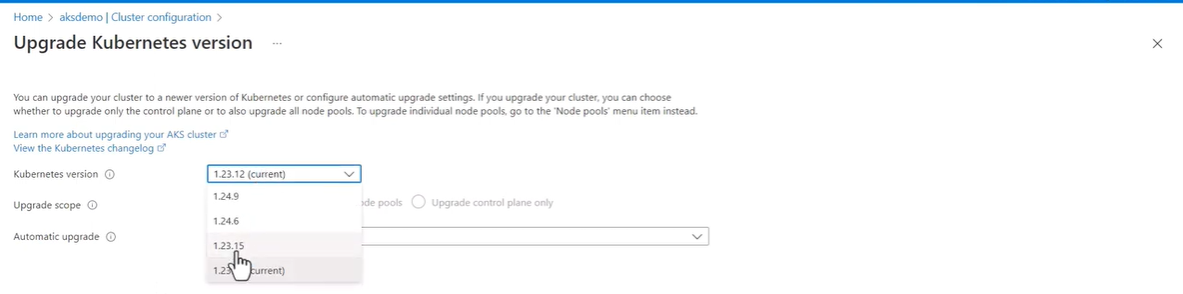 Home > aksdemo | Cluster configuration >
Upgrade Kubernetes version ...
You can upgrade your cluster to a newer version of Kubernetes or configure automatic upgrade settings. If you upgrade your cluster, you can choose
whether to upgrade only the control plane or to also upgrade all node pools. To upgrade individual node pools, go to the 'Node pools' menu item instead.
Learn more about upgrading your AKS cluster
View the Kubernetes changelog
Kubernetes version 1.23.12 (current)
1.24.9
Upgrade scope pools Upgrade control plane only
1.24.6
Automatic upgrade
1.23.15
current)